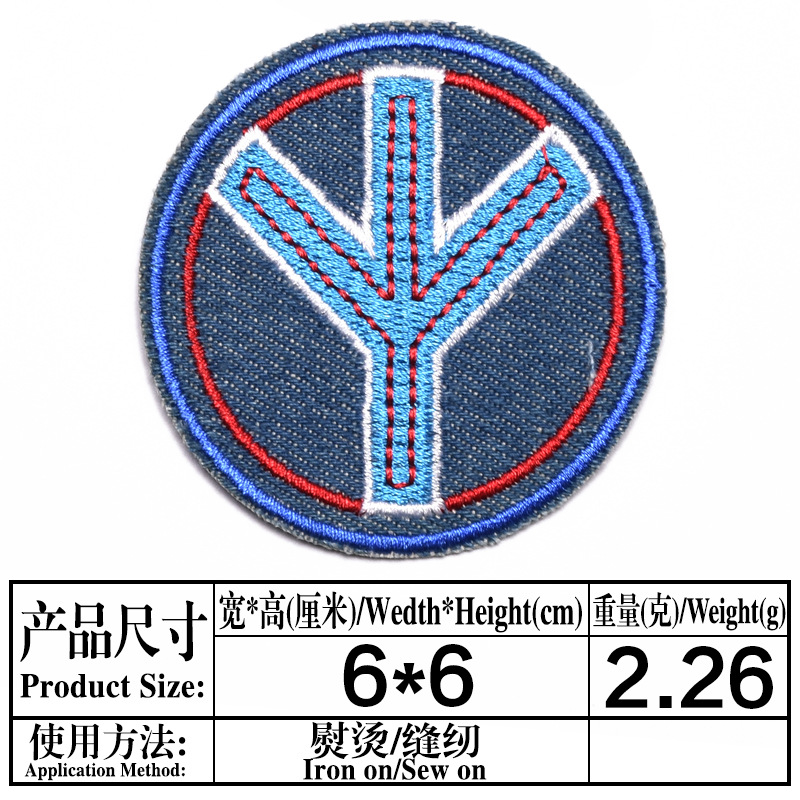 产品尺寸
Product Size:
宽*高(厘米)/Wedth*Height(cm)
重量(克)/Weight(g)
6*6
2.26
使用方法:
Application Method:
熨烫/缝纫
Iron on/Sew on